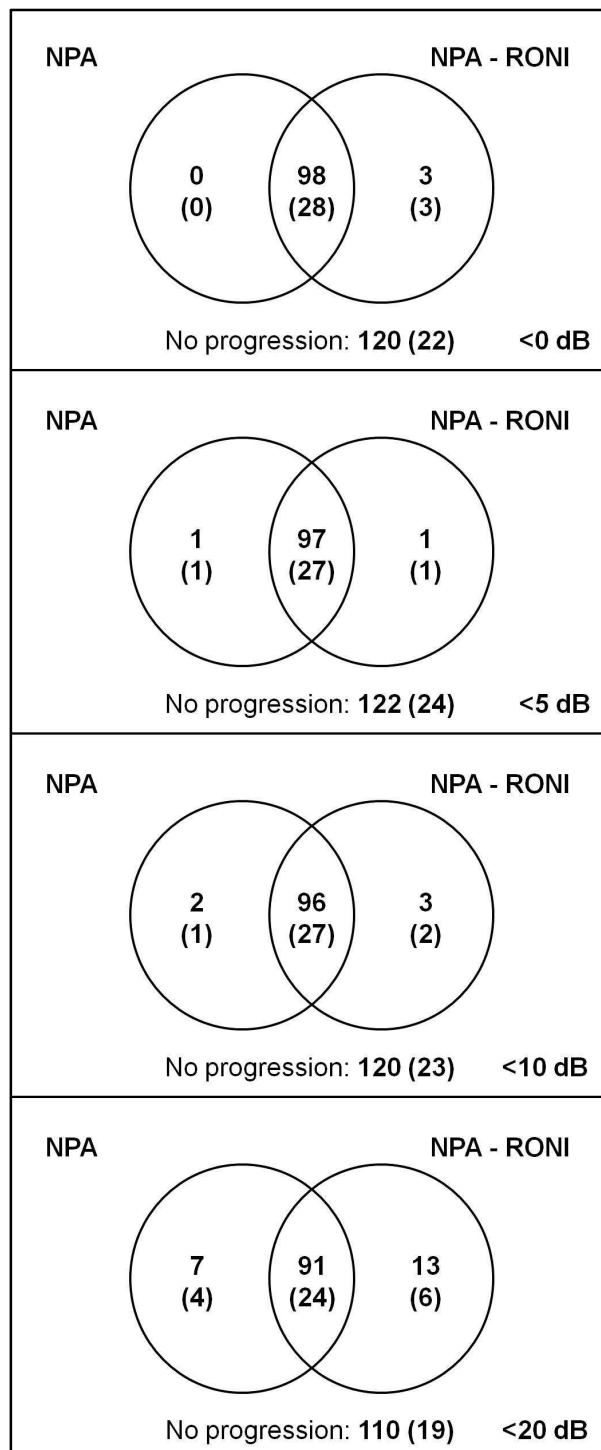 NPA NPA - RONI
0 98 3
(0) (28) (3)
No progression: 120 (22) <0 dB
NPA NPA - RONI
1 97 1
(1) (27) (1)
No progression: 122 (24) <5 dB
NPA NPA - RONI
2 96 3
(1) (27) (2)
No progression: 120 (23) <10 dB
NPA NPA - RONI
7 91 13
(4) (24) (6)
No progression: 110 (19) <20 dB